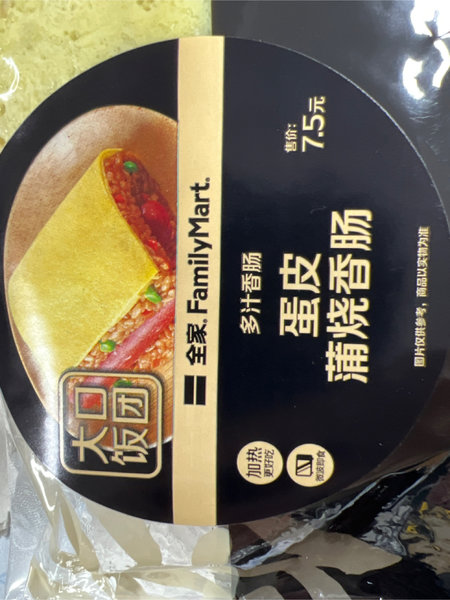 大口
饭团
全家 FamilyMart
多汁香肠
蛋皮
蒲烧香肠
售价:
7.5元
加热
更好吃
微波即食
图片仅供参考，商品以实物为准